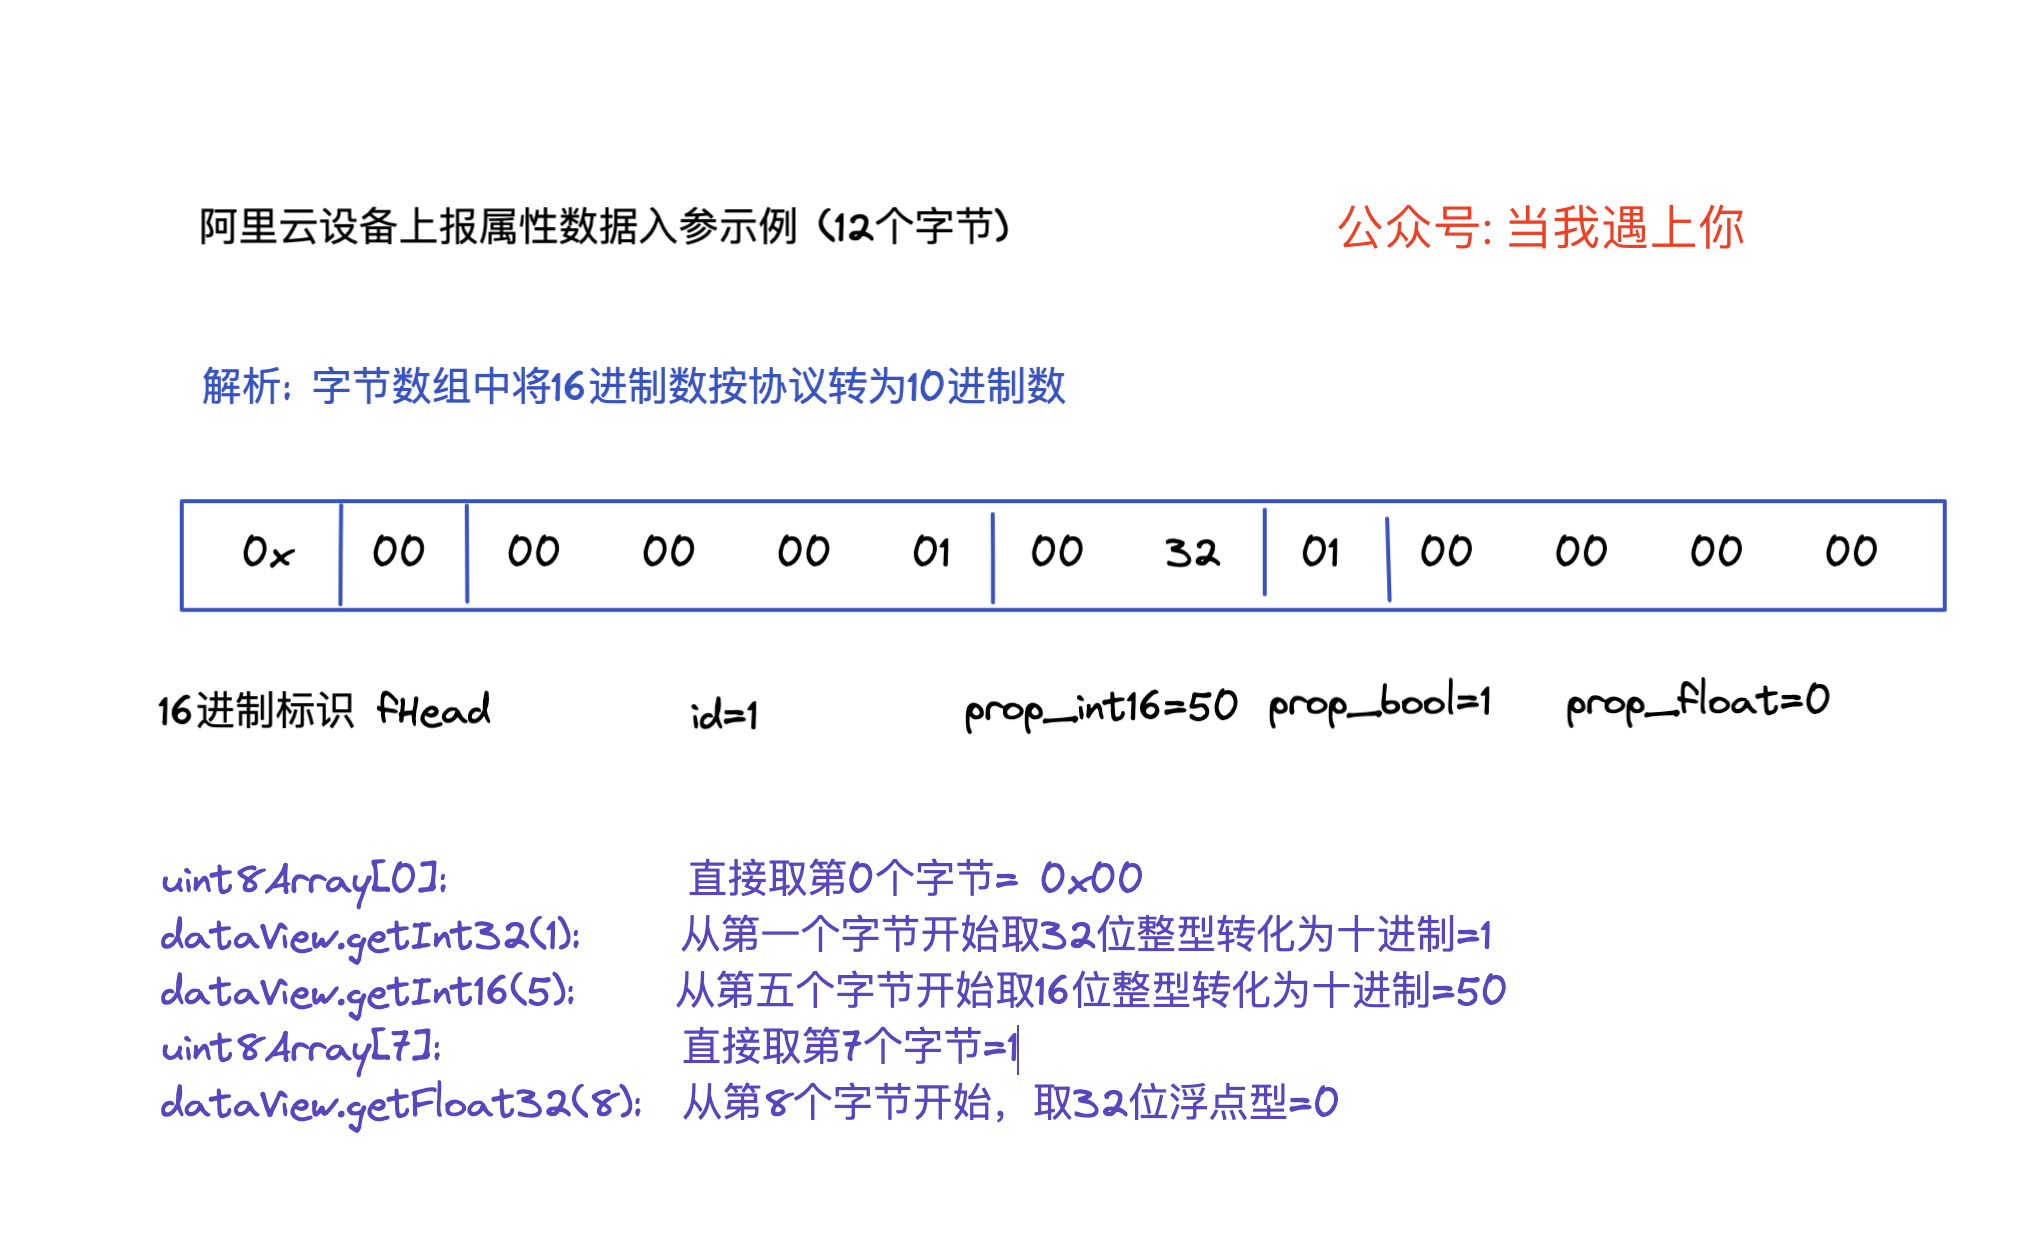 阿里云设备上报属性数据入参示例（12个字节）
公众号: 当我遇上你
解析: 字节数组中将16进制数按协议转为10进制数
0x 00 00 00 00 01 00 32 01 00 00 00 00
16进制标识 fHead id=1 prop_int16=50 prop_bool=1 prop_float=0
uint8Array[0]: 直接取第0个字节= 0x00
dataView.getInt32(1): 从第一个字节开始取32位整型转化为十进制=1
dataView.getInt16(5): 从第五个字节开始取16位整型转化为十进制=50
uint8Array[7]: 直接取第7个字节=1
dataView.getFloat32(8): 从第8个字节开始，取32位浮点型=0